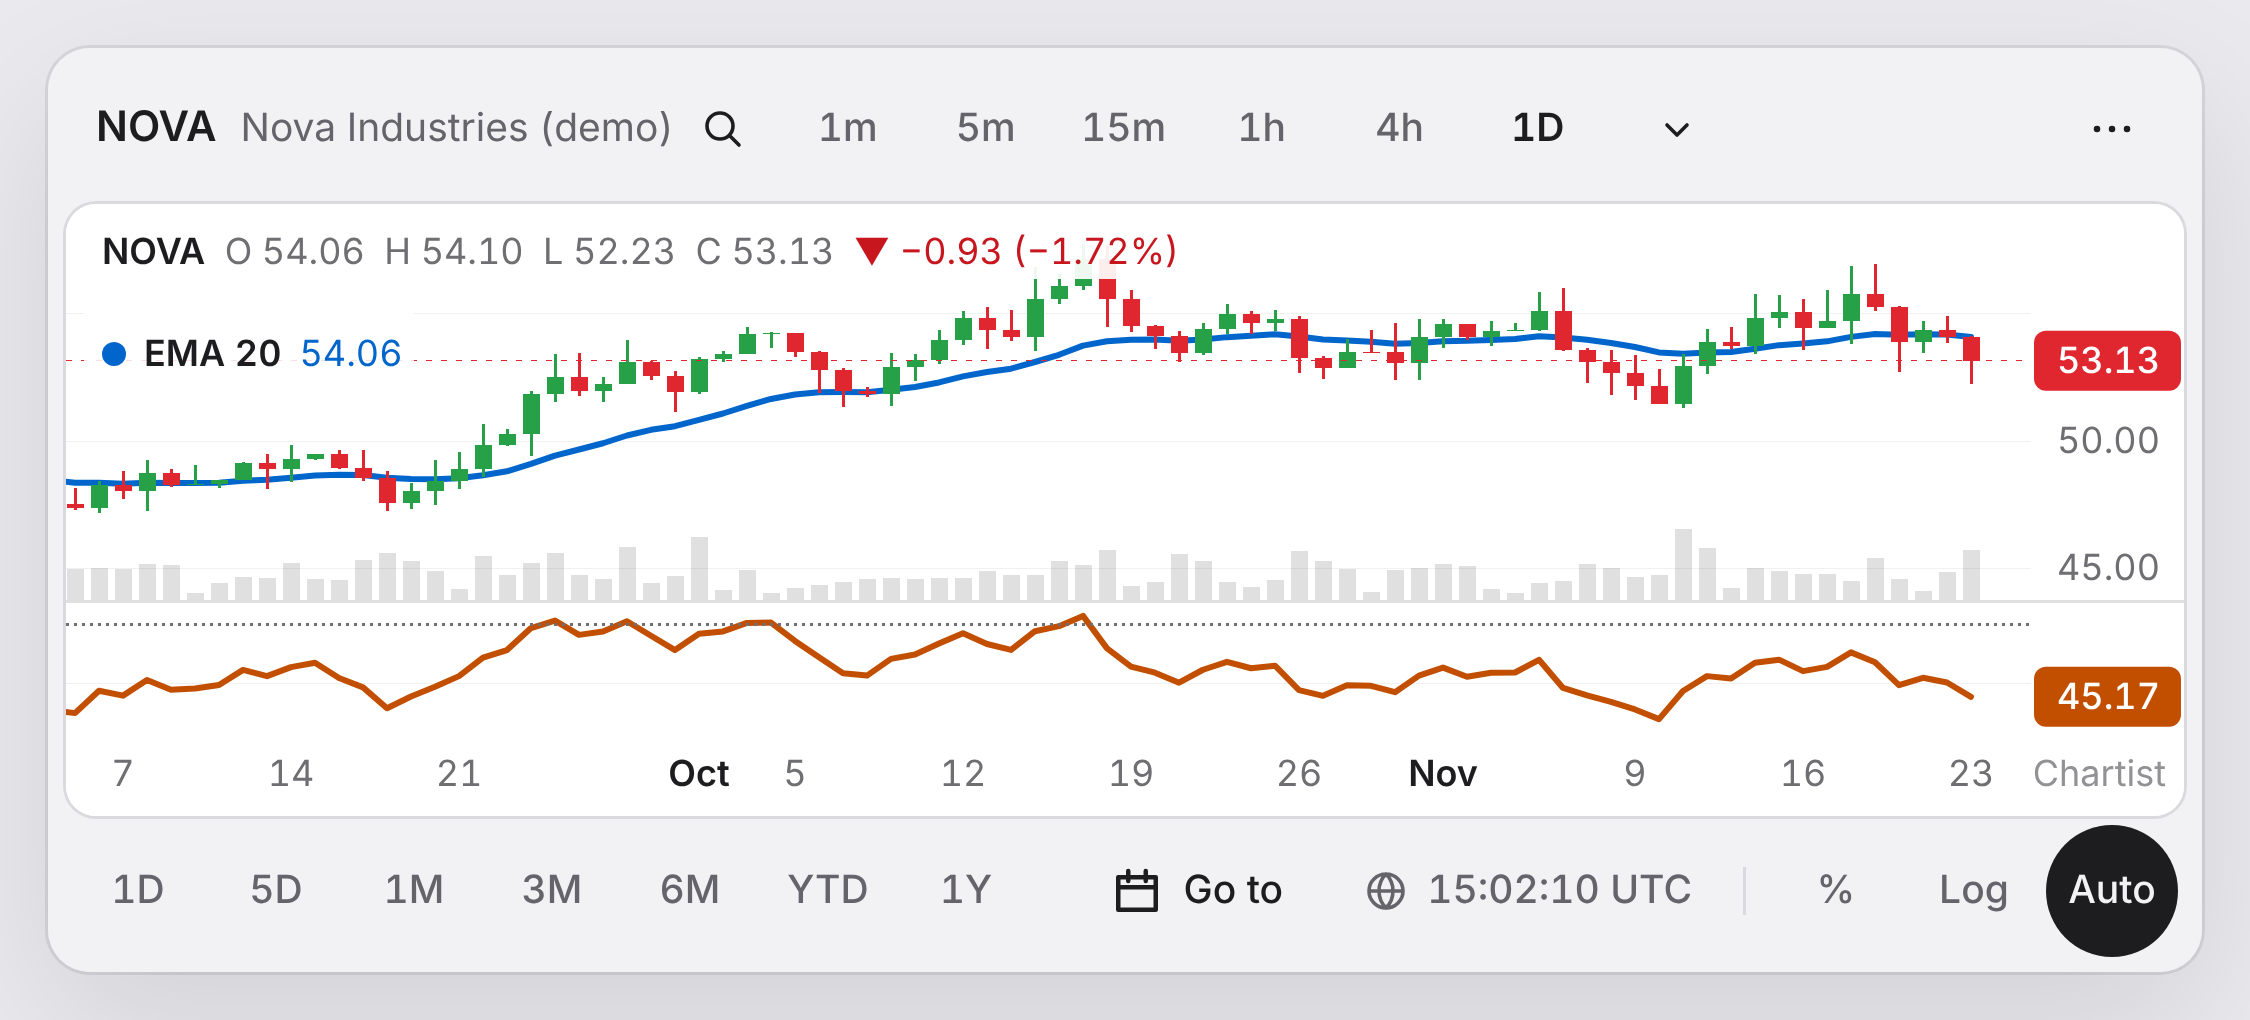 NOVA Nova Industries (demo) 1m 5m 15m 1h 4h 1D
NOVA O 54.06 H 54.10 L 52.23 C 53.13 ▼ −0.93 (−1.72%)
EMA 20 54.06
53.13
50.00
45.00
45.17
7 14 21 Oct 5 12 19 26 Nov 9 16 23 Chartist
1D 5D 1M 3M 6M YTD 1Y Go to 15:02:10 UTC % Log Auto